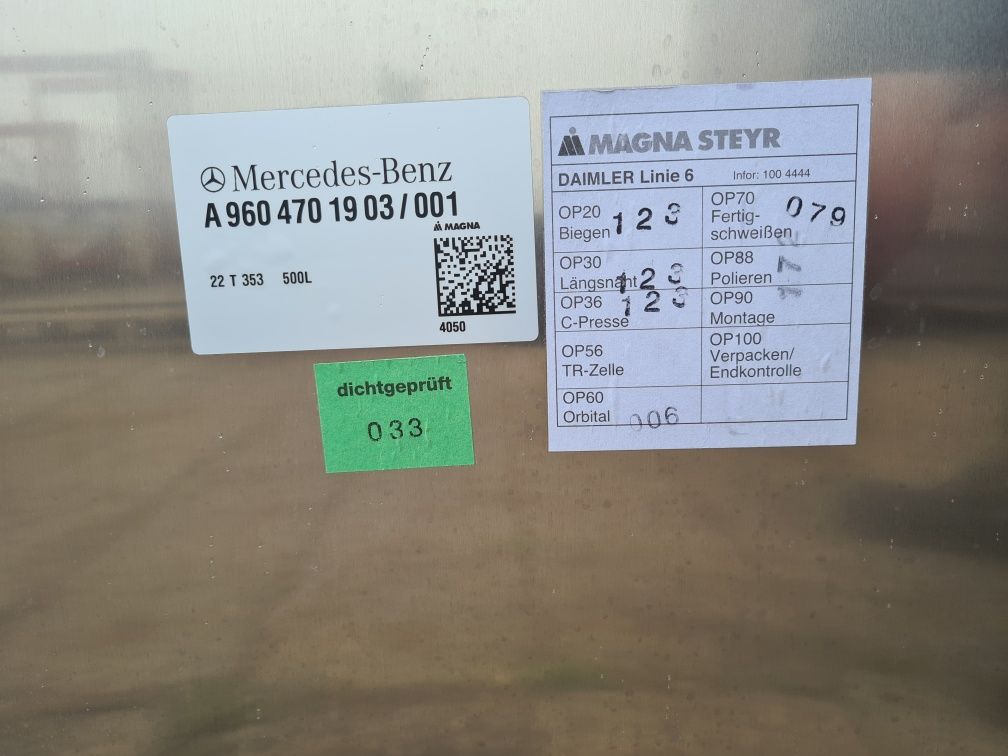 Mercedes-Benz
A 960 470 19 03 / 001
MAGNA
22 T 353 500L
4050
dichtgeprüft
033
MAGNA STEYR
DAIMLER Linie 6 Infor: 100 4444
OP20
Biegen 123
OP70
Fertig-
schweißen 079
OP30
Längsnaht 123
OP88
Polieren
OP36
C-Presse 123
OP90
Montage
OP56
TR-Zelle
OP100
Verpacken/
Endkontrolle
OP60
Orbital 006